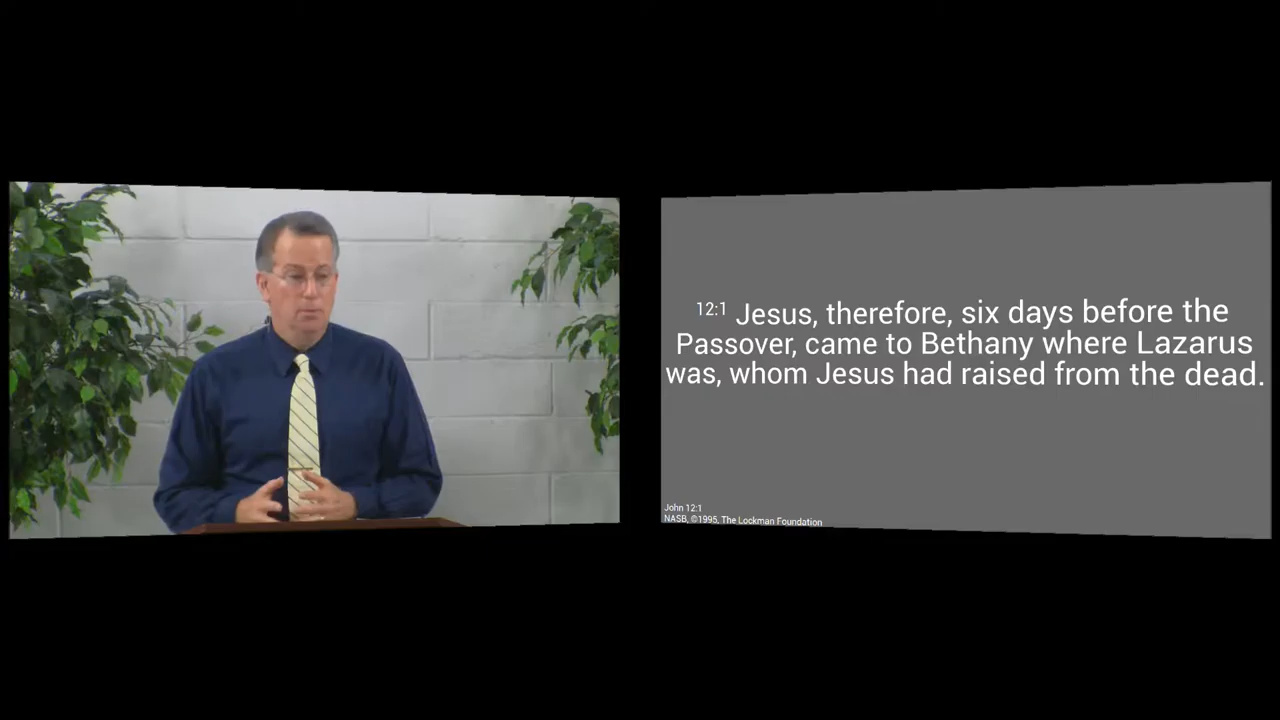 12:1 Jesus, therefore, six days before the
Passover, came to Bethany where Lazarus
was, whom Jesus had raised from the dead.
John 12:1
NASB, ©1995, The Lockman Foundation